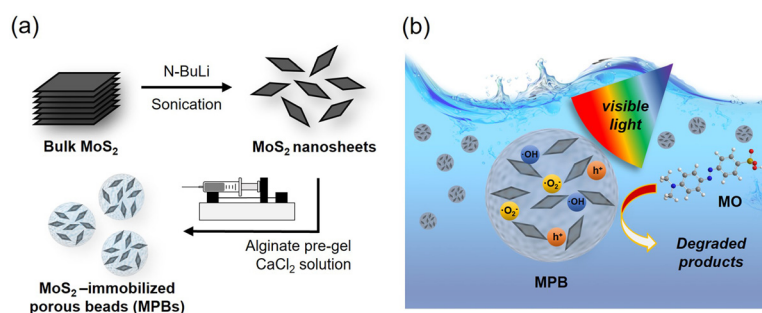 (a)
N-BuLi
Sonication
Bulk MoS₂
MoS₂ nanosheets
Alginate pre-gel
CaCl₂ solution
MoS₂–immobilized
porous beads (MPBs)
(b)
visible
light
·OH
h⁺
·O₂⁻
·OH
·O₂⁻
h⁺
MO
Degraded
products
MPB